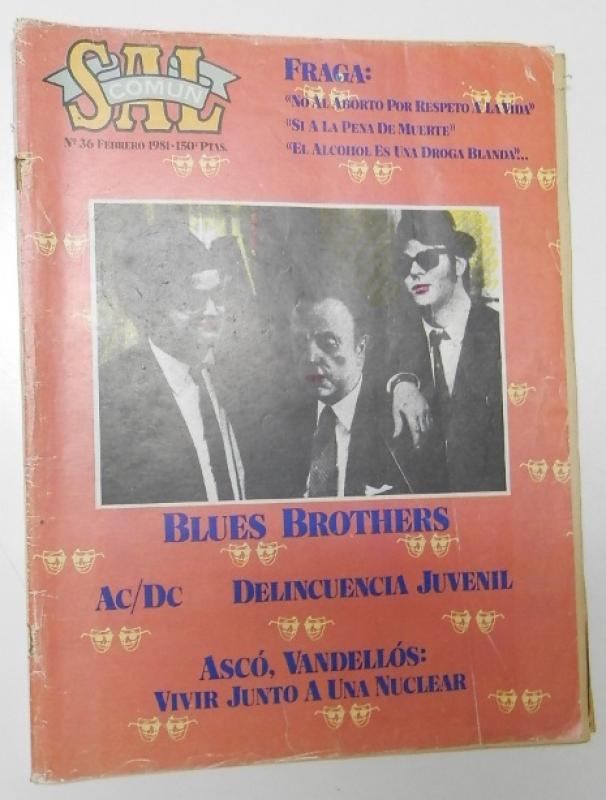 SAL
COMÚN
Nº 36 FEBRERO 1981-150 PTAS.
FRAGA:
«NO AL ABORTO POR RESPETO A LA VIDA»
«SI A LA PENA DE MUERTE»
«EL ALCOHOL ES UNA DROGA BLANDA»...
BLUES BROTHERS
AC/DC DELINCUENCIA JUVENIL
ASCÓ, VANDELLÓS:
VIVIR JUNTO A UNA NUCLEAR